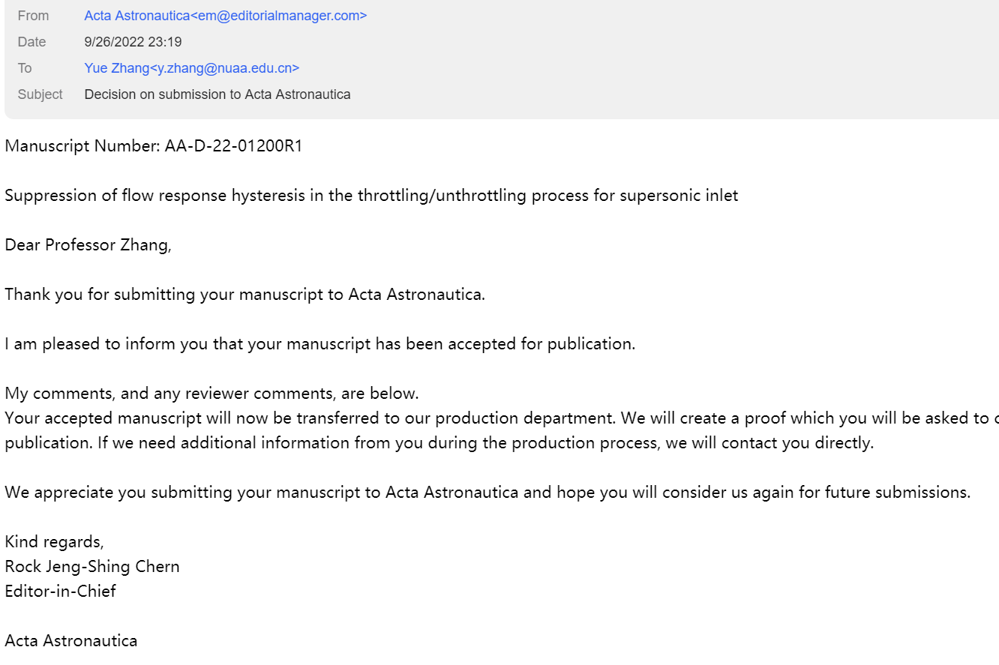 From Acta Astronautica<em@editorialmanager.com>
Date 9/26/2022 23:19
To Yue Zhang<y.zhang@nuaa.edu.cn>
Subject Decision on submission to Acta Astronautica
Manuscript Number: AA-D-22-01200R1
Suppression of flow response hysteresis in the throttling/unthrottling process for supersonic inlet
Dear Professor Zhang,
Thank you for submitting your manuscript to Acta Astronautica.
I am pleased to inform you that your manuscript has been accepted for publication.
My comments, and any reviewer comments, are below.
Your accepted manuscript will now be transferred to our production department. We will create a proof which you will be asked to
publication. If we need additional information from you during the production process, we will contact you directly.
We appreciate you submitting your manuscript to Acta Astronautica and hope you will consider us again for future submissions.
Kind regards,
Rock Jeng-Shing Chern
Editor-in-Chief
Acta Astronautica